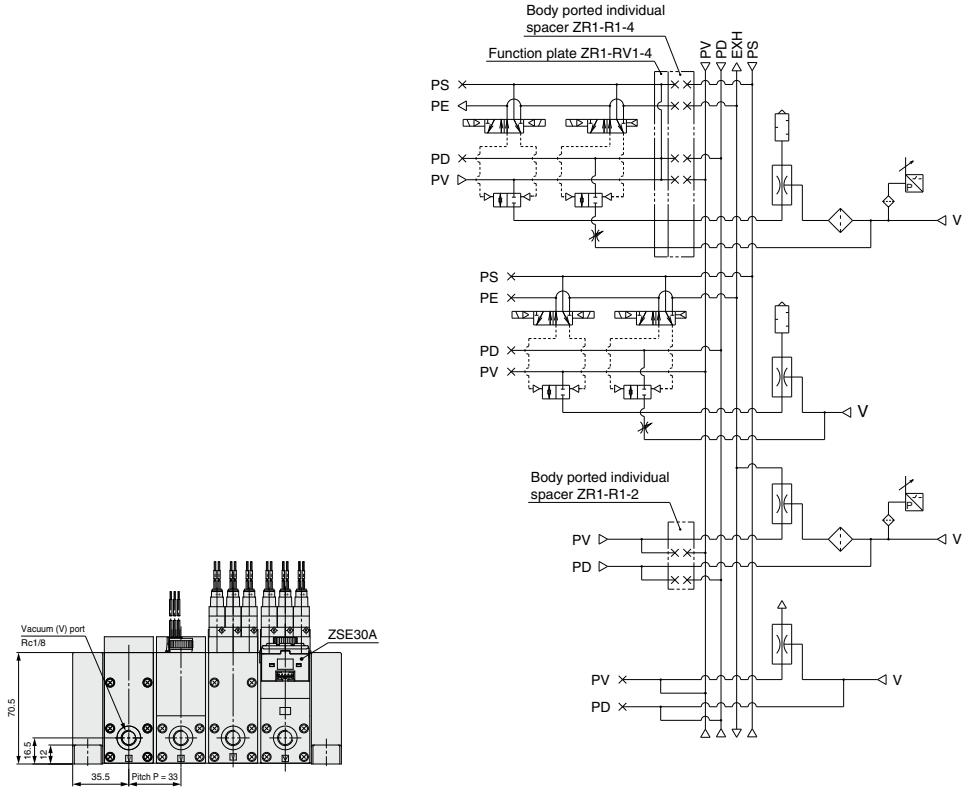 Body ported individual
spacer ZR1-R1-4
Function plate ZR1-RV1-4
PV
PD
EXH
PS
PS
PE
PD
PV
P
V
PS
PE
PD
PV
V
Body ported individual
spacer ZR1-R1-2
PV
PD
P
V
PV
PD
V
Vacuum (V) port
Rc1/8
ZSE30A
70.5
16.5
12
35.5
Pitch P = 33